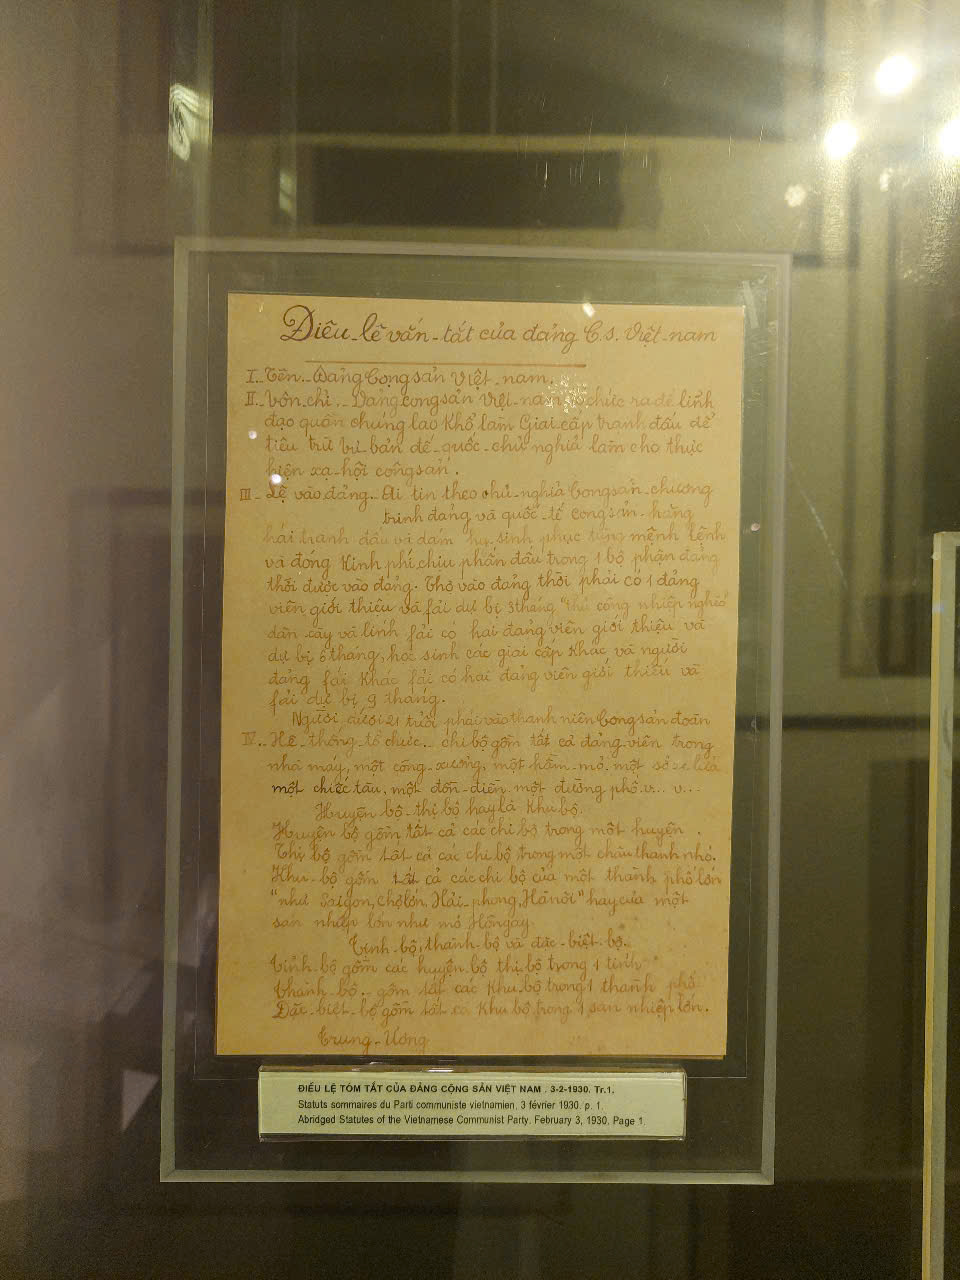 Điều lệ vắn-tắt của đảng C.S. Việt-nam
I.. Tên.. Đảng Cộng sản Việt-nam.
II.. Tôn chỉ.. Đảng cộng sản Việt-nam tổ chức ra để lĩnh
đạo quần chúng lao khổ làm Giai cấp tranh đấu để
tiêu trừ tư bản đế-quốc-chủ nghĩa làm cho thực
hiện xã-hội cộng sản.
III.. Lệ vào đảng.. Ai tin theo chủ-nghĩa Cộng sản-chương
trình đảng và quốc-tế cộng sản-hăng
hái tranh đấu và dám hy-sinh phục tùng mệnh lệnh
và đóng kinh phí, chịu phấn đấu trong 1 bộ phận đảng
thời được vào đảng. Thợ vào đảng thời phải có 1 đảng
viên giới thiệu và fải dự bị 3 tháng "thủ công nhiệp nghèo"
dân cày và lính fải có hai đảng viên giới thiệu và
dự bị 6 tháng, học sinh các giai cấp khác và người
đảng fái khác fải có hai đảng viên giới thiệu và
fải dự bị 9 tháng.
Người dưới 21 tuổi phải vào thanh niên Cộng sản đoàn
IV.. Hệ-thống-tổ chức.. chi bộ gồm tất cả đảng-viên trong
nhà máy, một công-xưởng, một hầm-mỏ, một sở xe lửa
một chiếc tàu, một đồn-điền, một đường phố.v.. v...
Huyện bộ-thị bộ hay là khu bộ.
Huyện bộ gồm tất cả các chi bộ trong một huyện.
Thị bộ gồm tất cả các chi bộ trong một châu thành nhỏ.
Khu-bộ gồm tất cả các chi bộ của một thành phố lớn
"như Saigon, Chợ lớn, Hải-phòng, Hà nội" hay của một
sản nhiệp lớn như mỏ Hồngay.
Tỉnh-bộ, thành-bộ và đặc-biệt-bộ.
Tỉnh-bộ gồm các huyện-bộ thị bộ trong 1 tỉnh
Thành-bộ.. gồm tất các khu.bộ trong 1 thành phố
Đặc-biệt-bộ gồm tất cả khu bộ trong 1 sản nhiệp lớn.
Trung-Ương
ĐIỀU LỆ TÓM TẮT CỦA ĐẢNG CỘNG SẢN VIỆT NAM . 3-2-1930. Tr.1.
Statuts sommaires du Parti communiste vietnamien. 3 février 1930. p. 1.
Abridged Statutes of the Vietnamese Communist Party. February 3, 1930. Page 1.